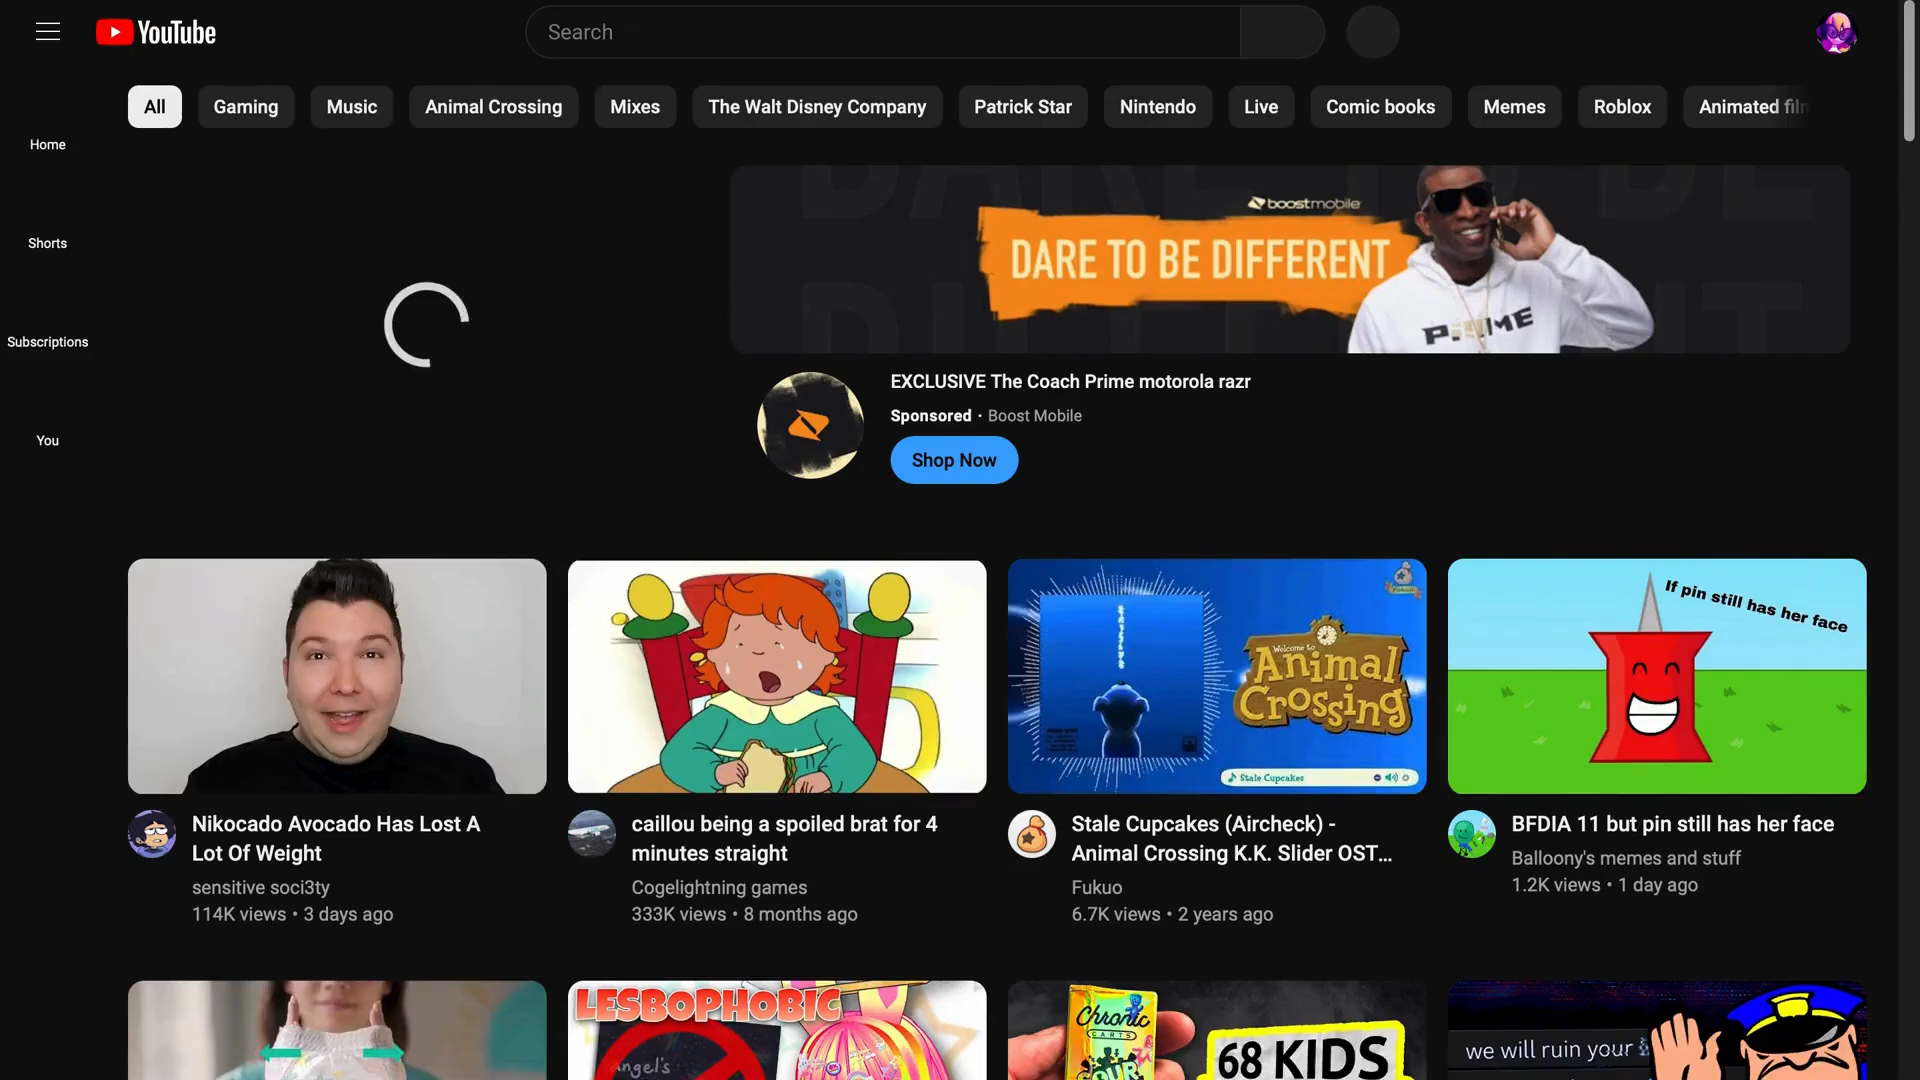 YouTube
Search
All
Gaming
Music
Animal Crossing
Mixes
The Walt Disney Company
Patrick Star
Nintendo
Live
Comic books
Memes
Roblox
Animated film
Home
Shorts
Subscriptions
You
boostmobile
DARE TO BE DIFFERENT
PRIME
EXCLUSIVE The Coach Prime motorola razr
Sponsored · Boost Mobile
Shop Now
Welcome to
Animal
Crossing
Stale Cupcakes
If pin still has her face
Nikocado Avocado Has Lost A
Lot Of Weight
sensitive soci3ty
114K views • 3 days ago
caillou being a spoiled brat for 4
minutes straight
Cogelightning games
333K views • 8 months ago
Stale Cupcakes (Aircheck) -
Animal Crossing K.K. Slider OST...
Fukuo
6.7K views • 2 years ago
BFDIA 11 but pin still has her face
Balloony's memes and stuff
1.2K views • 1 day ago
LESBOPHOBIC
Angel's
Chronic
CARTS
68 KIDS
we will ruin your